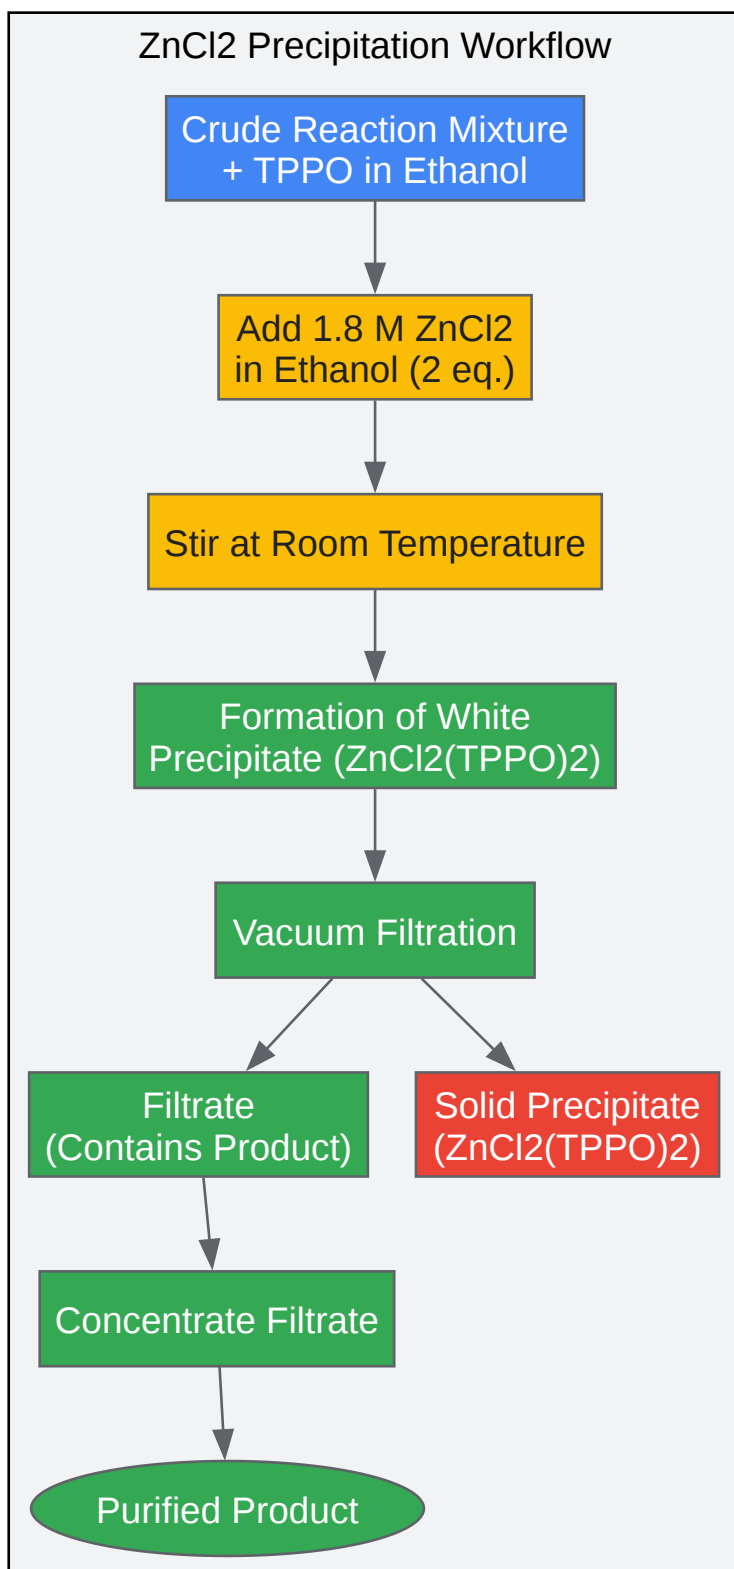 ZnCl2 Precipitation Workflow
Crude Reaction Mixture
+ TPPO in Ethanol
Add 1.8 M ZnCl2
in Ethanol (2 eq.)
Stir at Room Temperature
Formation of White
Precipitate (ZnCl2(TPPO)2)
Vacuum Filtration
Filtrate
(Contains Product)
Solid Precipitate
(ZnCl2(TPPO)2)
Concentrate Filtrate
Purified Product